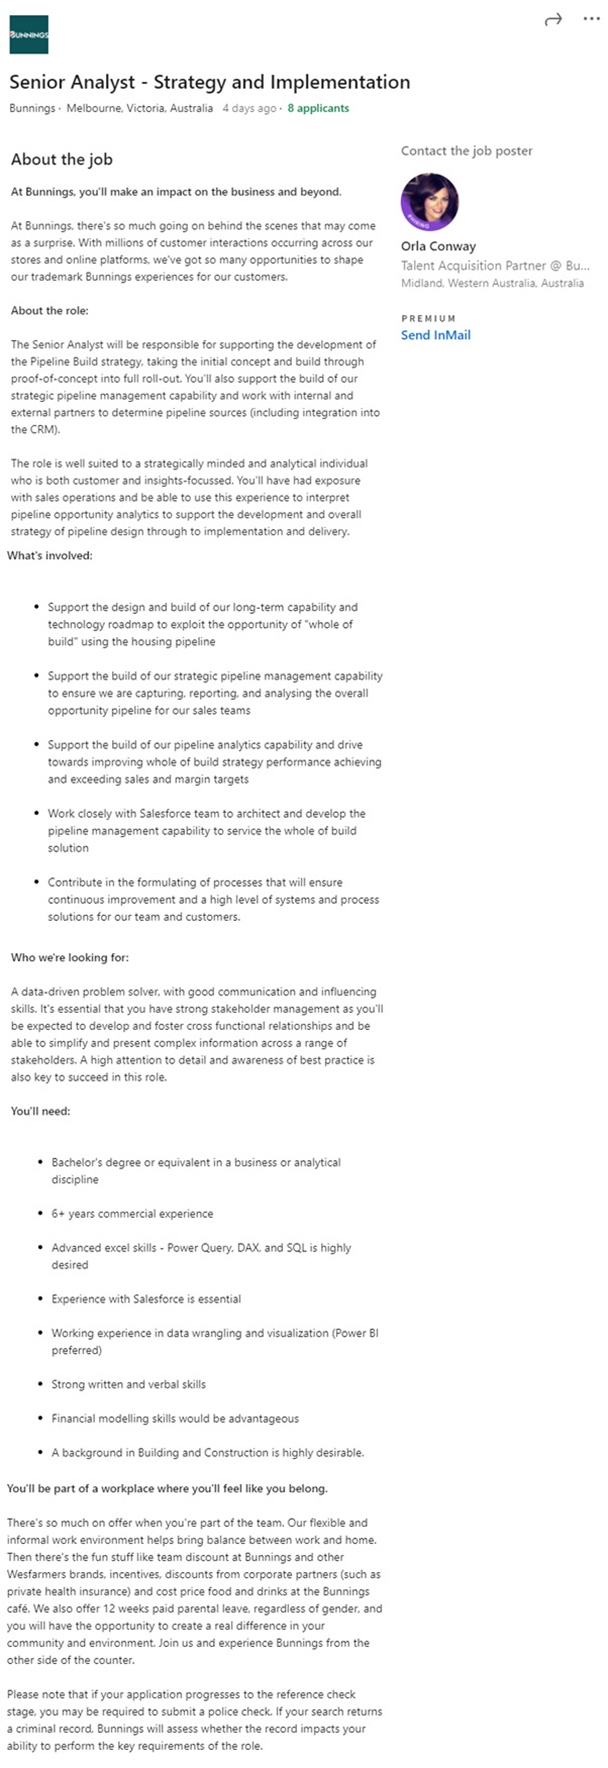 BUNNINGS
Senior Analyst - Strategy and Implementation
Bunnings · Melbourne, Victoria, Australia 4 days ago · 8 applicants
About the job
At Bunnings, you'll make an impact on the business and beyond.
At Bunnings, there's so much going on behind the scenes that may come
as a surprise. With millions of customer interactions occurring across our
stores and online platforms, we've got so many opportunities to shape
our trademark Bunnings experiences for our customers.
About the role:
The Senior Analyst will be responsible for supporting the development of
the Pipeline Build strategy, taking the initial concept and build through
proof-of-concept into full roll-out. You'll also support the build of our
strategic pipeline management capability and work with internal and
external partners to determine pipeline sources (including integration into
the CRM).
The role is well suited to a strategically minded and analytical individual
who is both customer and insights-focussed. You'll have had exposure
with sales operations and be able to use this experience to interpret
pipeline opportunity analytics to support the development and overall
strategy of pipeline design through to implementation and delivery.
What's involved:
• Support the design and build of our long-term capability and
technology roadmap to exploit the opportunity of "whole of
build" using the housing pipeline
• Support the build of our strategic pipeline management capability
to ensure we are capturing, reporting, and analysing the overall
opportunity pipeline for our sales teams
• Support the build of our pipeline analytics capability and drive
towards improving whole of build strategy performance achieving
and exceeding sales and margin targets
• Work closely with Salesforce team to architect and develop the
pipeline management capability to service the whole of build
solution
• Contribute in the formulating of processes that will ensure
continuous improvement and a high level of systems and process
solutions for our team and customers.
Who we're looking for:
A data-driven problem solver, with good communication and influencing
skills. It's essential that you have strong stakeholder management as you'll
be expected to develop and foster cross functional relationships and be
able to simplify and present complex information across a range of
stakeholders. A high attention to detail and awareness of best practice is
also key to succeed in this role.
You'll need:
• Bachelor's degree or equivalent in a business or analytical
discipline
• 6+ years commercial experience
• Advanced excel skills - Power Query, DAX, and SQL is highly
desired
• Experience with Salesforce is essential
• Working experience in data wrangling and visualization (Power BI
preferred)
• Strong written and verbal skills
• Financial modelling skills would be advantageous
• A background in Building and Construction is highly desirable.
You'll be part of a workplace where you'll feel like you belong.
There's so much on offer when you're part of the team. Our flexible and
informal work environment helps bring balance between work and home.
Then there's the fun stuff like team discount at Bunnings and other
Wesfarmers brands, incentives, discounts from corporate partners (such as
private health insurance) and cost price food and drinks at the Bunnings
café. We also offer 12 weeks paid parental leave, regardless of gender, and
you will have the opportunity to create a real difference in your
community and environment. Join us and experience Bunnings from the
other side of the counter.
Please note that if your application progresses to the reference check
stage, you may be required to submit a police check. If your search returns
a criminal record, Bunnings will assess whether the record impacts your
ability to perform the key requirements of the role.
Contact the job poster
#HIRING
Orla Conway
Talent Acquisition Partner @ Bu...
Midland, Western Australia, Australia
PREMIUM
Send InMail